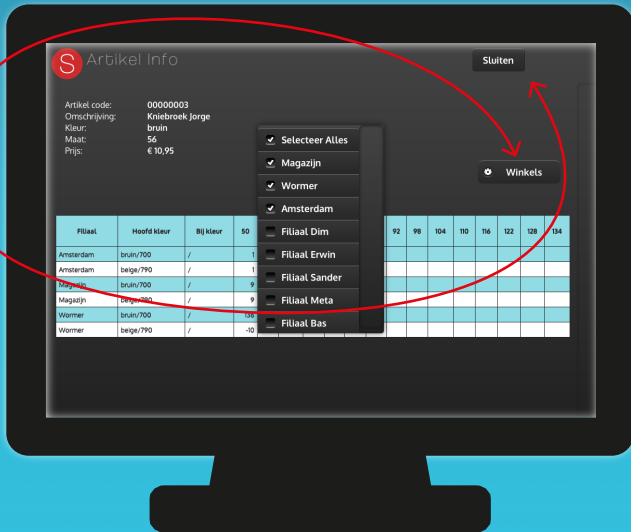 S Artikel Info
Sluiten
Artikel code: 00000003
Omschrijving: Kniebroek Jorge
Kleur: bruin
Maat: 56
Prijs: € 10,95
Winkels
Selecteer Alles
Magazijn
Wormer
Amsterdam
Filiaal Dim
Filiaal Erwin
Filiaal Sander
Filiaal Meta
Filiaal Bas
Filiaal Hoofd kleur Bij kleur 50 92 98 104 110 116 122 128 134
Amsterdam bruin/700 / 1
Amsterdam beige/790 / 1
Magazijn bruin/700 / 9
Magazijn beige/790 / 9
Wormer bruin/700 / 136
Wormer beige/790 / -10